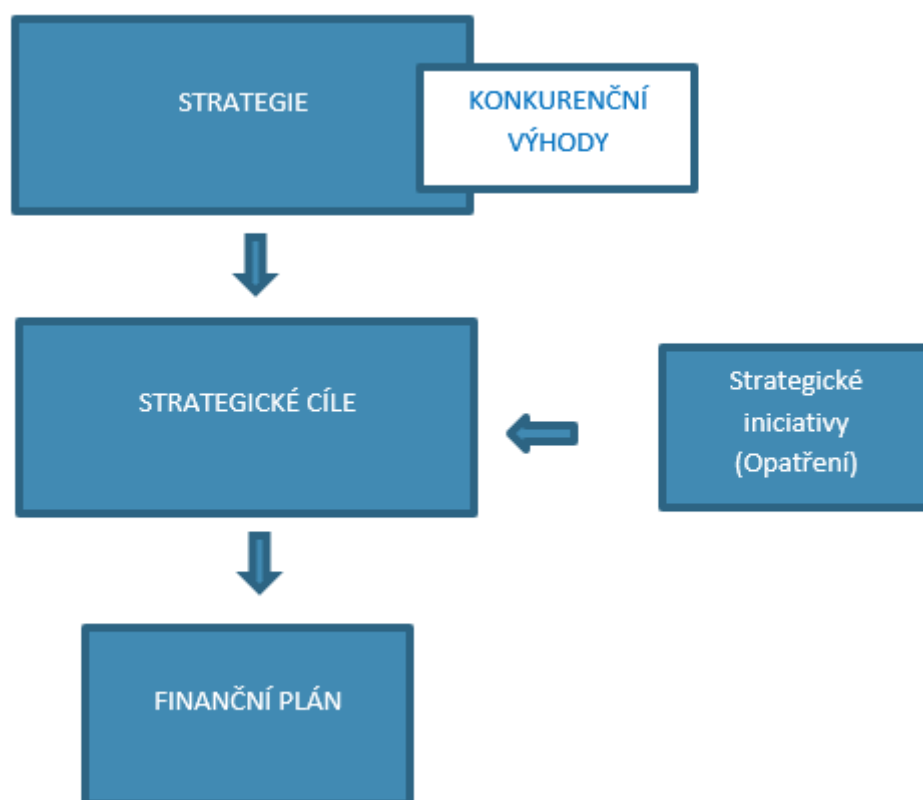 STRATEGIE
KONKURENČNÍ
VÝHODY
STRATEGICKÉ CÍLE
Strategické
iniciativy
(Opatření)
FINANČNÍ PLÁN